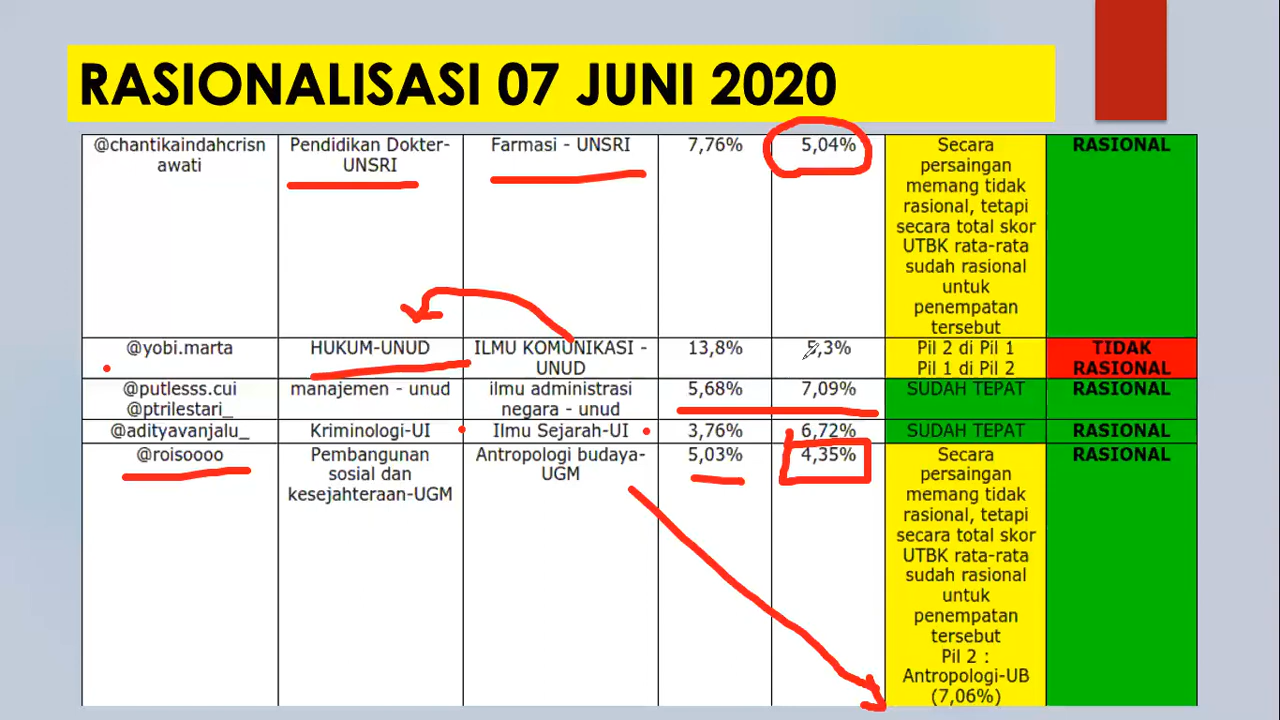 RASIONALISASI 07 JUNI 2020
@chantikaindahcrisn
awati
Pendidikan Dokter-
UNSRI
Farmasi - UNSRI
7,76%
5,04%
Secara
persaingan
memang tidak
rasional, tetapi
secara total skor
UTBK rata-rata
sudah rasional
untuk
penempatan
tersebut
RASIONAL
@yobi.marta
HUKUM-UNUD
ILMU KOMUNIKASI -
UNUD
13,8%
5,3%
Pil 2 di Pil 1
Pil 1 di Pil 2
TIDAK
RASIONAL
@putlesss.cui
@ptrilestari_
manajemen - unud
ilmu administrasi
negara - unud
5,68%
7,09%
SUDAH TEPAT
RASIONAL
@adityavanjalu_
Kriminologi-UI
Ilmu Sejarah-UI
3,76%
6,72%
SUDAH TEPAT
RASIONAL
@roisoooo
Pembangunan
sosial dan
kesejahteraan-UGM
Antropologi budaya-
UGM
5,03%
4,35%
Secara
persaingan
memang tidak
rasional, tetapi
secara total skor
UTBK rata-rata
sudah rasional
untuk
penempatan
tersebut
Pil 2 :
Antropologi-UB
(7,06%)
RASIONAL